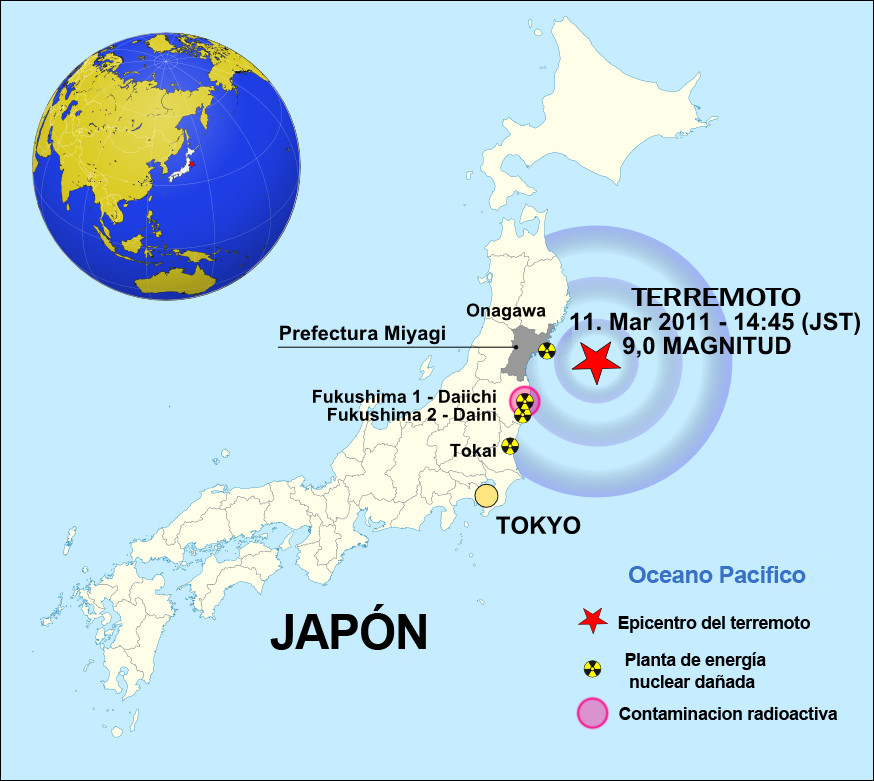 TERREMOTO
11. Mar 2011 - 14:45 (JST)
9,0 MAGNITUD
Onagawa
Prefectura Miyagi
Fukushima 1 - Daiichi
Fukushima 2 - Daini
Tokai
TOKYO
JAPÓN
Oceano Pacifico
Epicentro del terremoto
Planta de energía
nuclear dañada
Contaminacion radioactiva